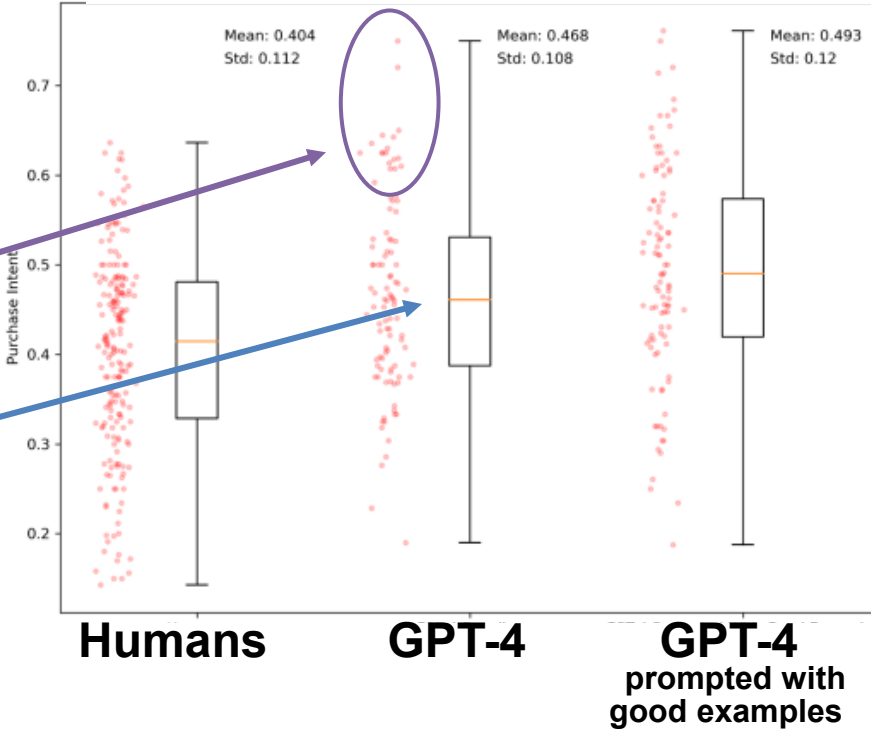 Mean: 0.404
Std: 0.112
Mean: 0.468
Std: 0.108
Mean: 0.493
Std: 0.12
0.7
0.6
0.5
0.4
0.3
0.2
Purchase Intent
Humans
GPT-4
GPT-4
prompted with
good examples